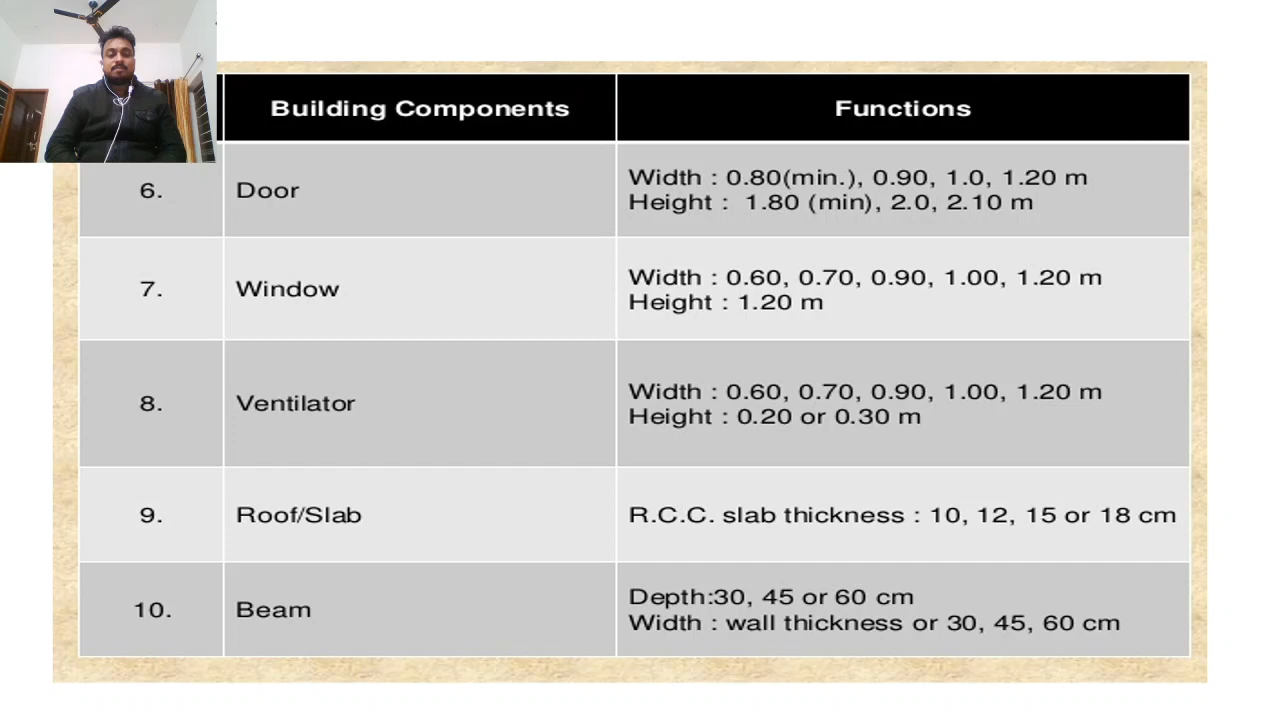 Building Components Functions
6. Door Width : 0.80(min.), 0.90, 1.0, 1.20 m
Height :  1.80 (min), 2.0, 2.10 m
7. Window Width : 0.60, 0.70, 0.90, 1.00, 1.20 m
Height : 1.20 m
8. Ventilator Width : 0.60, 0.70, 0.90, 1.00, 1.20 m
Height : 0.20 or 0.30 m
9. Roof/Slab R.C.C. slab thickness : 10, 12, 15 or 18 cm
10. Beam Depth:30, 45 or 60 cm
Width : wall thickness or 30, 45, 60 cm